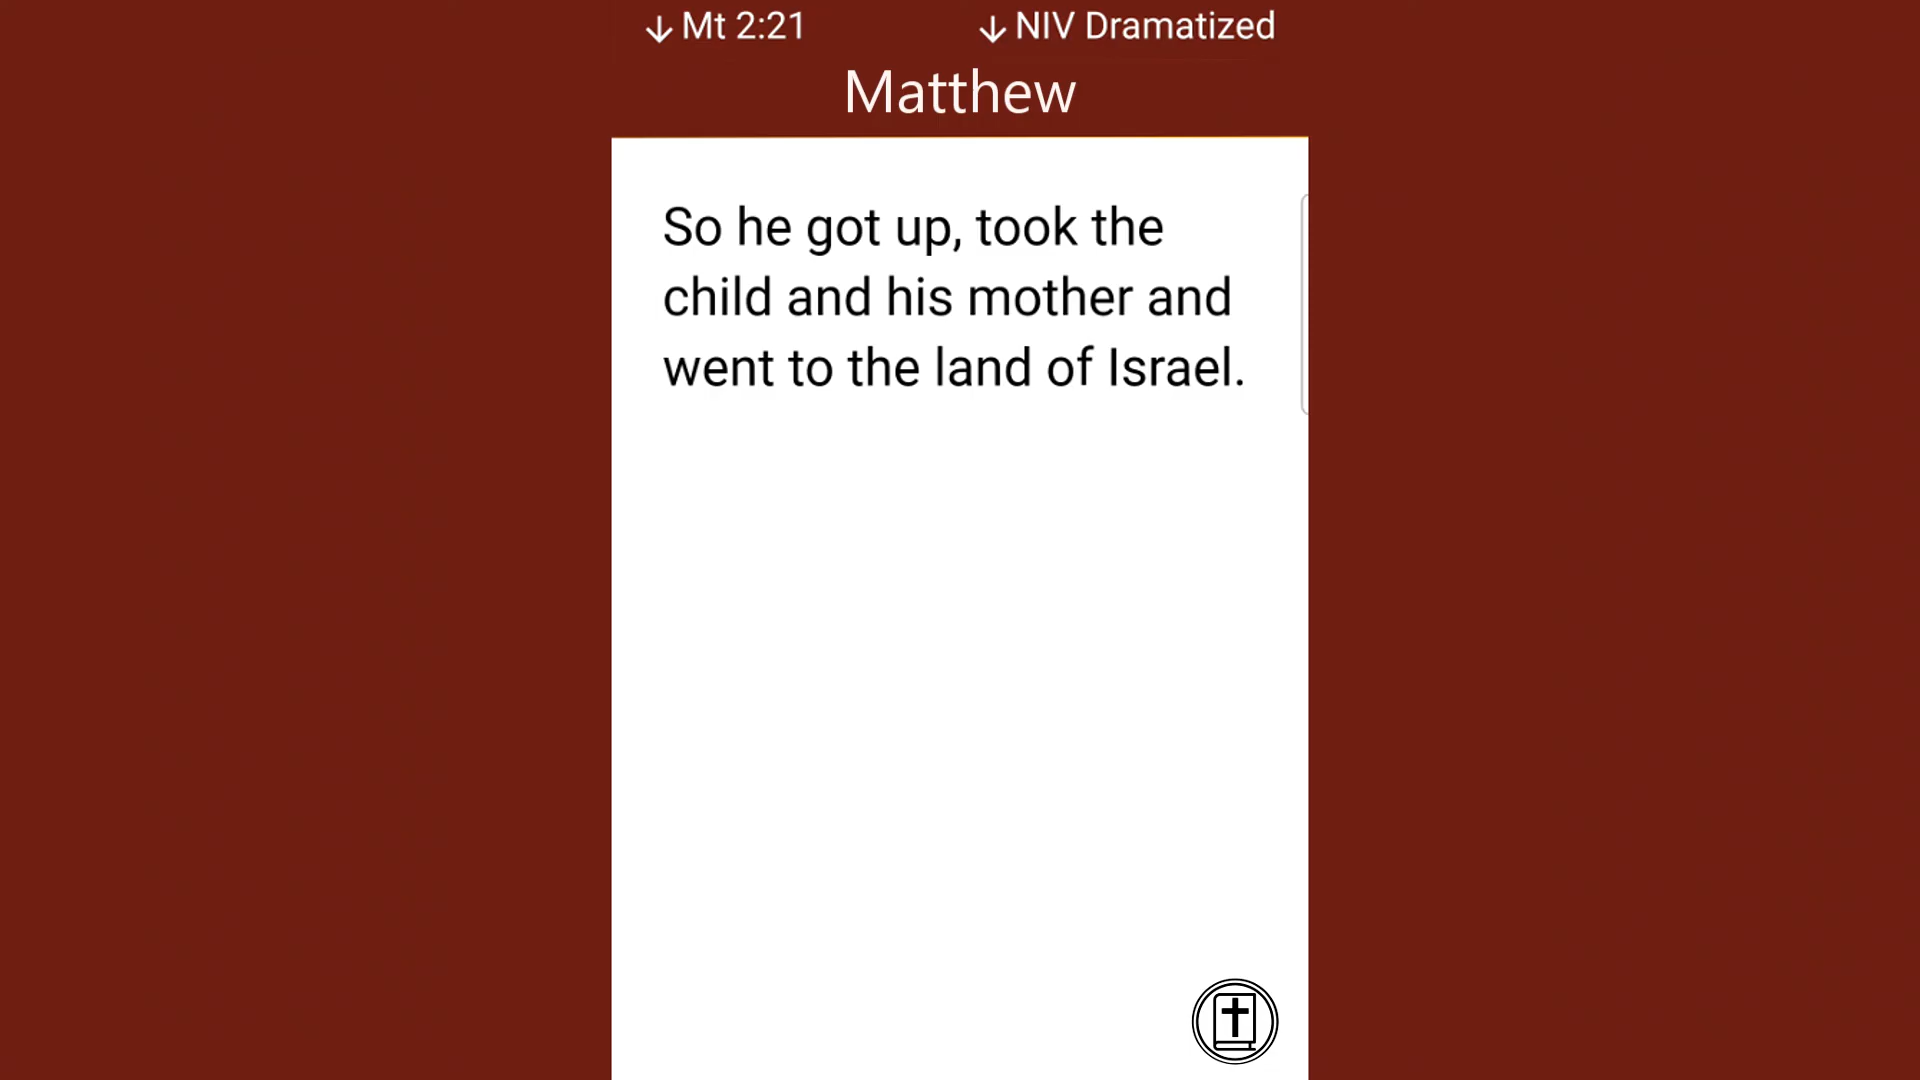 ↓ Mt 2:21 ↓ NIV Dramatized
Matthew
So he got up, took the
child and his mother and
went to the land of Israel.